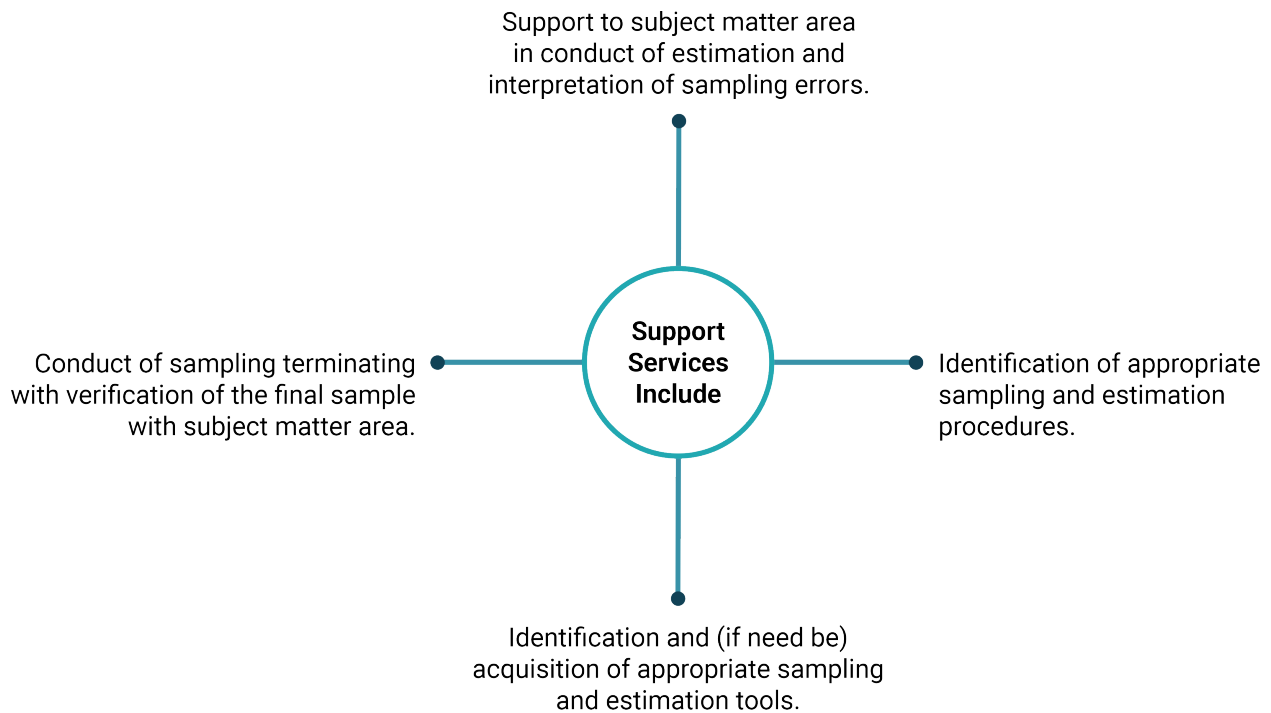 Support to subject matter area
in conduct of estimation and
interpretation of sampling errors.
Support
Services
Include
Conduct of sampling terminating
with verification of the final sample
with subject matter area.
Identification of appropriate
sampling and estimation
procedures.
Identification and (if need be)
acquisition of appropriate sampling
and estimation tools.